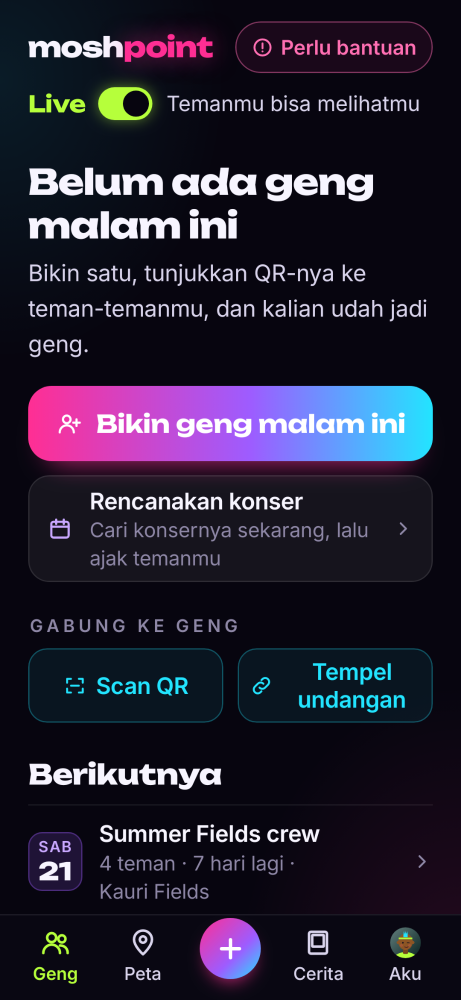 moshpoint
Perlu bantuan
Live
Temanmu bisa melihatmu
Belum ada geng
malam ini
Bikin satu, tunjukkan QR-nya ke
teman-temanmu, dan kalian udah jadi
geng.
Bikin geng malam ini
Rencanakan konser
Cari konsernya sekarang, lalu
ajak temanmu
GABUNG KE GENG
Scan QR
Tempel
undangan
Berikutnya
SAB
21
Summer Fields crew
4 teman · 7 hari lagi ·
Kauri Fields
Geng
Peta
Cerita
Aku